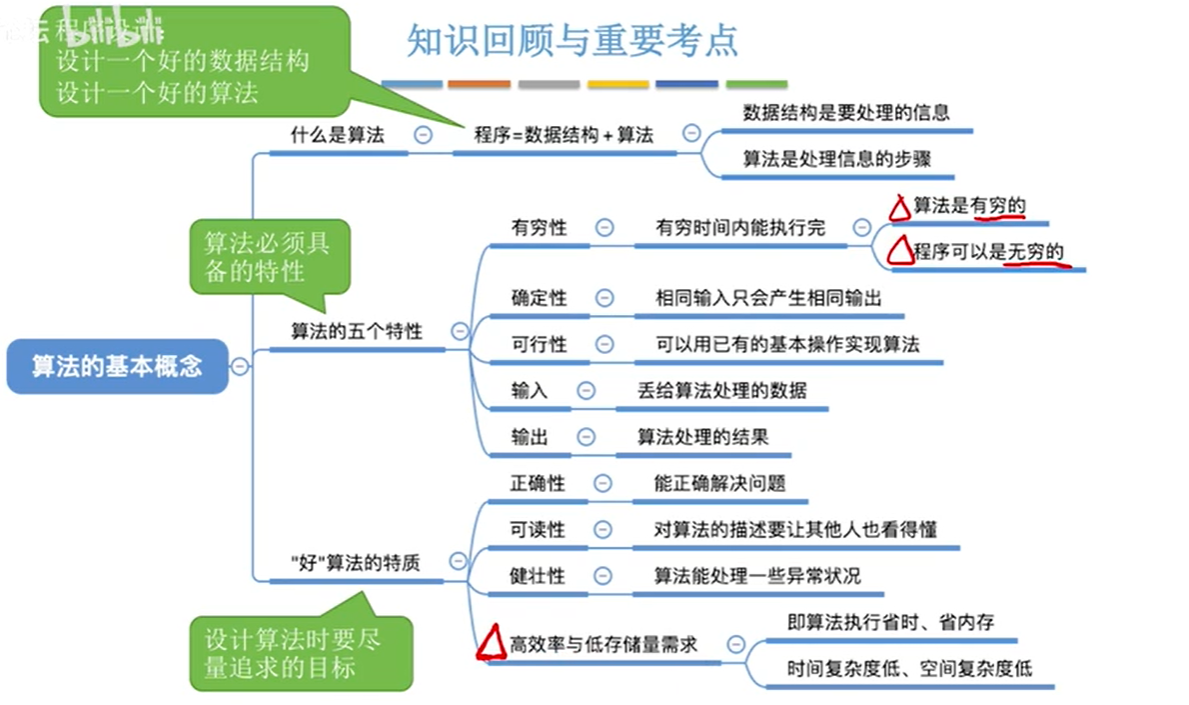 bilibili
知识回顾与重要考点
程序设计：
设计一个好的数据结构
设计一个好的算法
什么是算法
程序=数据结构+算法
数据结构是要处理的信息
算法是处理信息的步骤
算法必须具
备的特性
算法的五个特性
有穷性
有穷时间内能执行完
算法是有穷的
程序可以是无穷的
确定性
相同输入只会产生相同输出
可行性
可以用已有的基本操作实现算法
输入
丢给算法处理的数据
输出
算法处理的结果
算法的基本概念
"好"算法的特质
正确性
能正确解决问题
可读性
对算法的描述要让其他人也看得懂
健壮性
算法能处理一些异常状况
高效率与低存储量需求
即算法执行省时、省内存
时间复杂度低、空间复杂度低
设计算法时要尽
量追求的目标